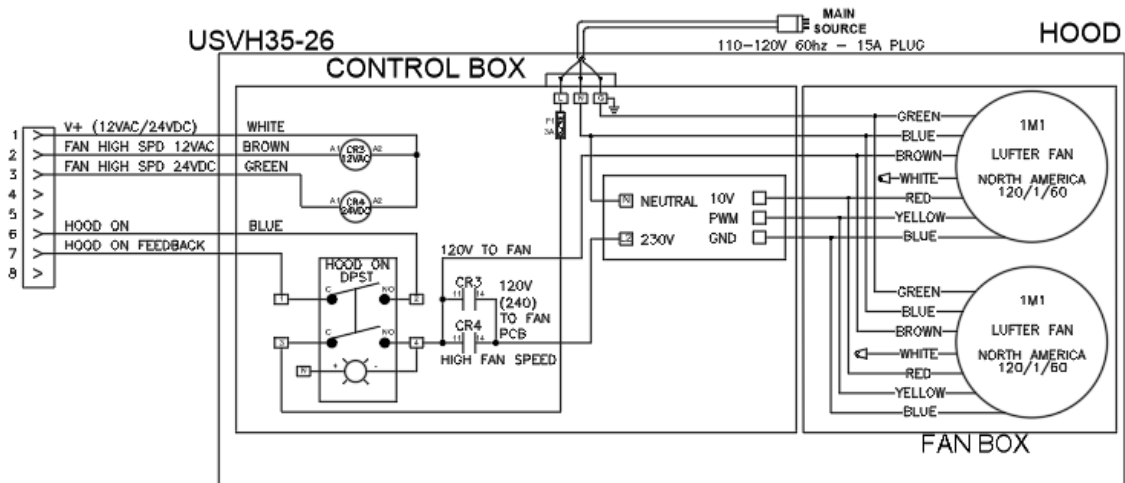 MAIN
SOURCE
110-120V 60hz - 15A PLUG
USVH35-26
HOOD
CONTROL BOX
L
N
G
F1
3A
1
2
3
4
5
6
7
8
V+ (12VAC/24VDC)
WHITE
FAN HIGH SPD 12VAC
BROWN
FAN HIGH SPD 24VDC
GREEN
HOOD ON
BLUE
HOOD ON FEEDBACK
A1
CR3
12VAC
A2
A1
CR4
24VDC
A2
HOOD ON
DPST
1
C
NO
2
3
C
NO
4
N
+
-
120V TO FAN
CR3
11
14
CR4
11
14
HIGH FAN SPEED
120V
(240)
TO FAN
PCB
N NEUTRAL
230V
10V
PWM
GND
GREEN
BLUE
BROWN
WHITE
RED
YELLOW
BLUE
1M1
LUFTER FAN
NORTH AMERICA
120/1/60
GREEN
BLUE
BROWN
WHITE
RED
YELLOW
BLUE
1M1
LUFTER FAN
NORTH AMERICA
120/1/60
FAN BOX